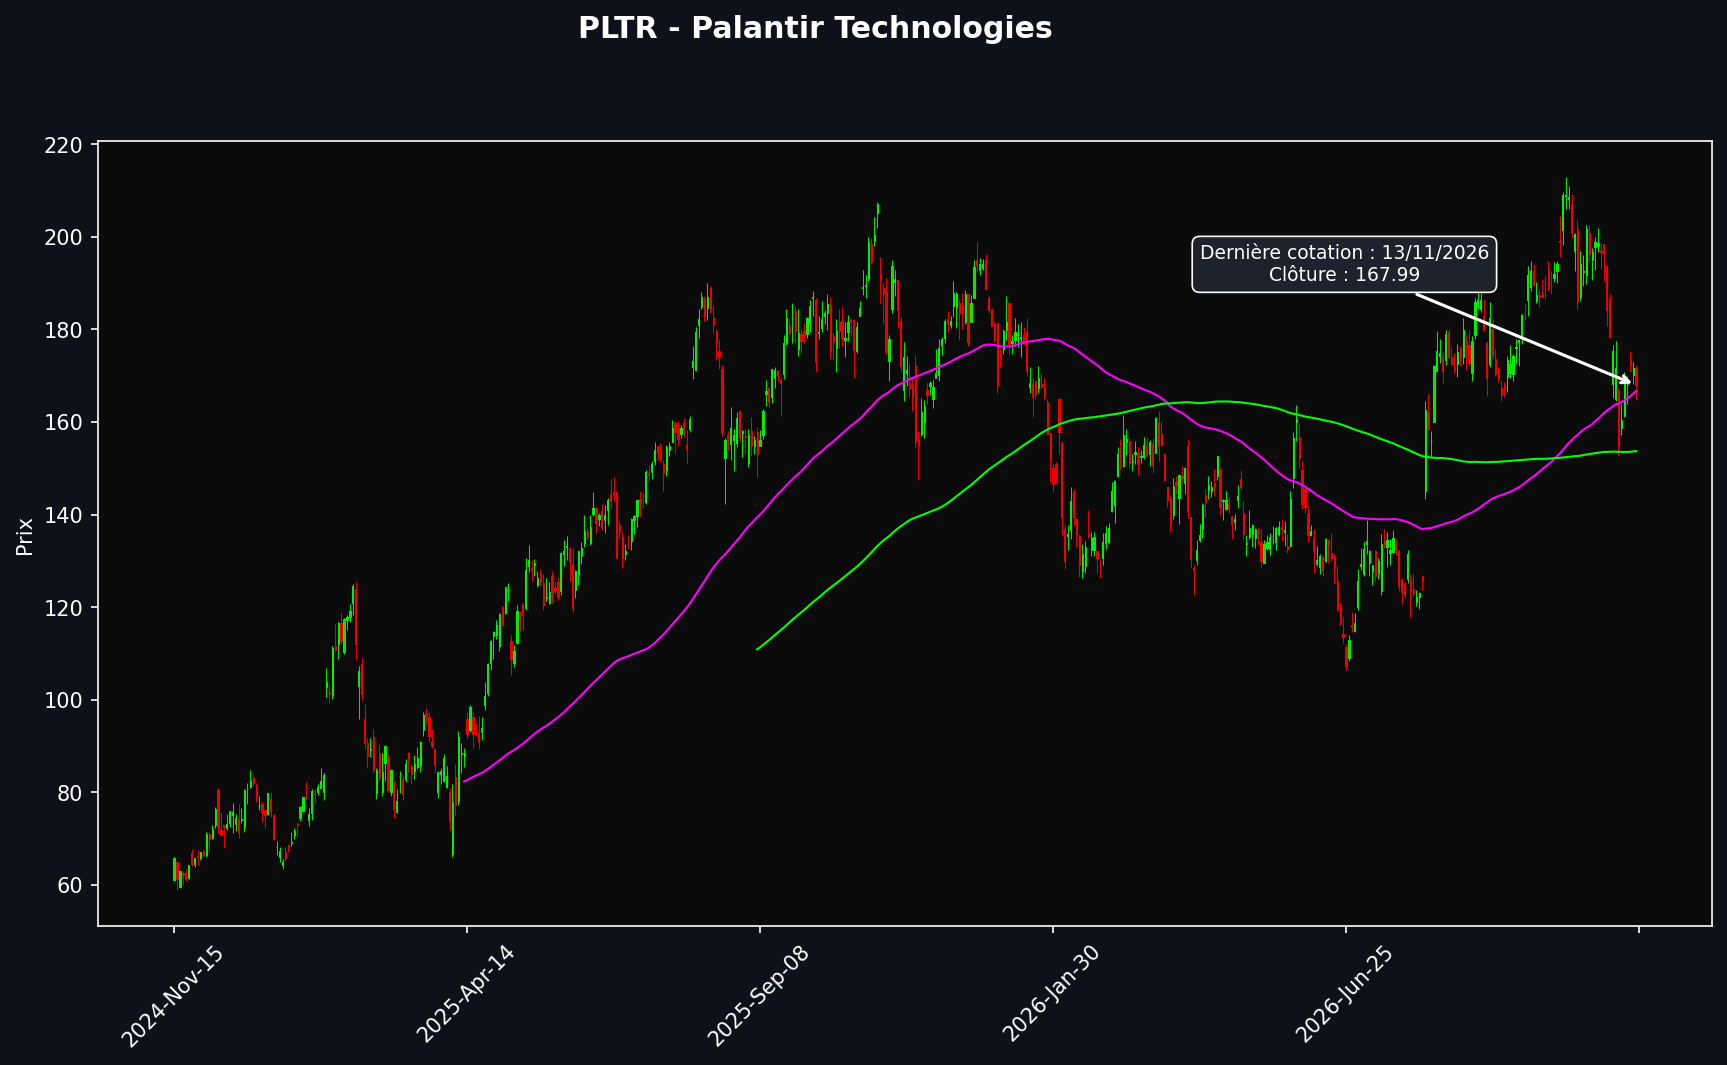 PLTR - Palantir Technologies
220
200
180
160
140
120
100
80
60
Prix
Dernière cotation : 13/11/2026
Clôture : 167.99
2024-Nov-15
2025-Apr-14
2025-Sep-08
2026-Jan-30
2026-Jun-25